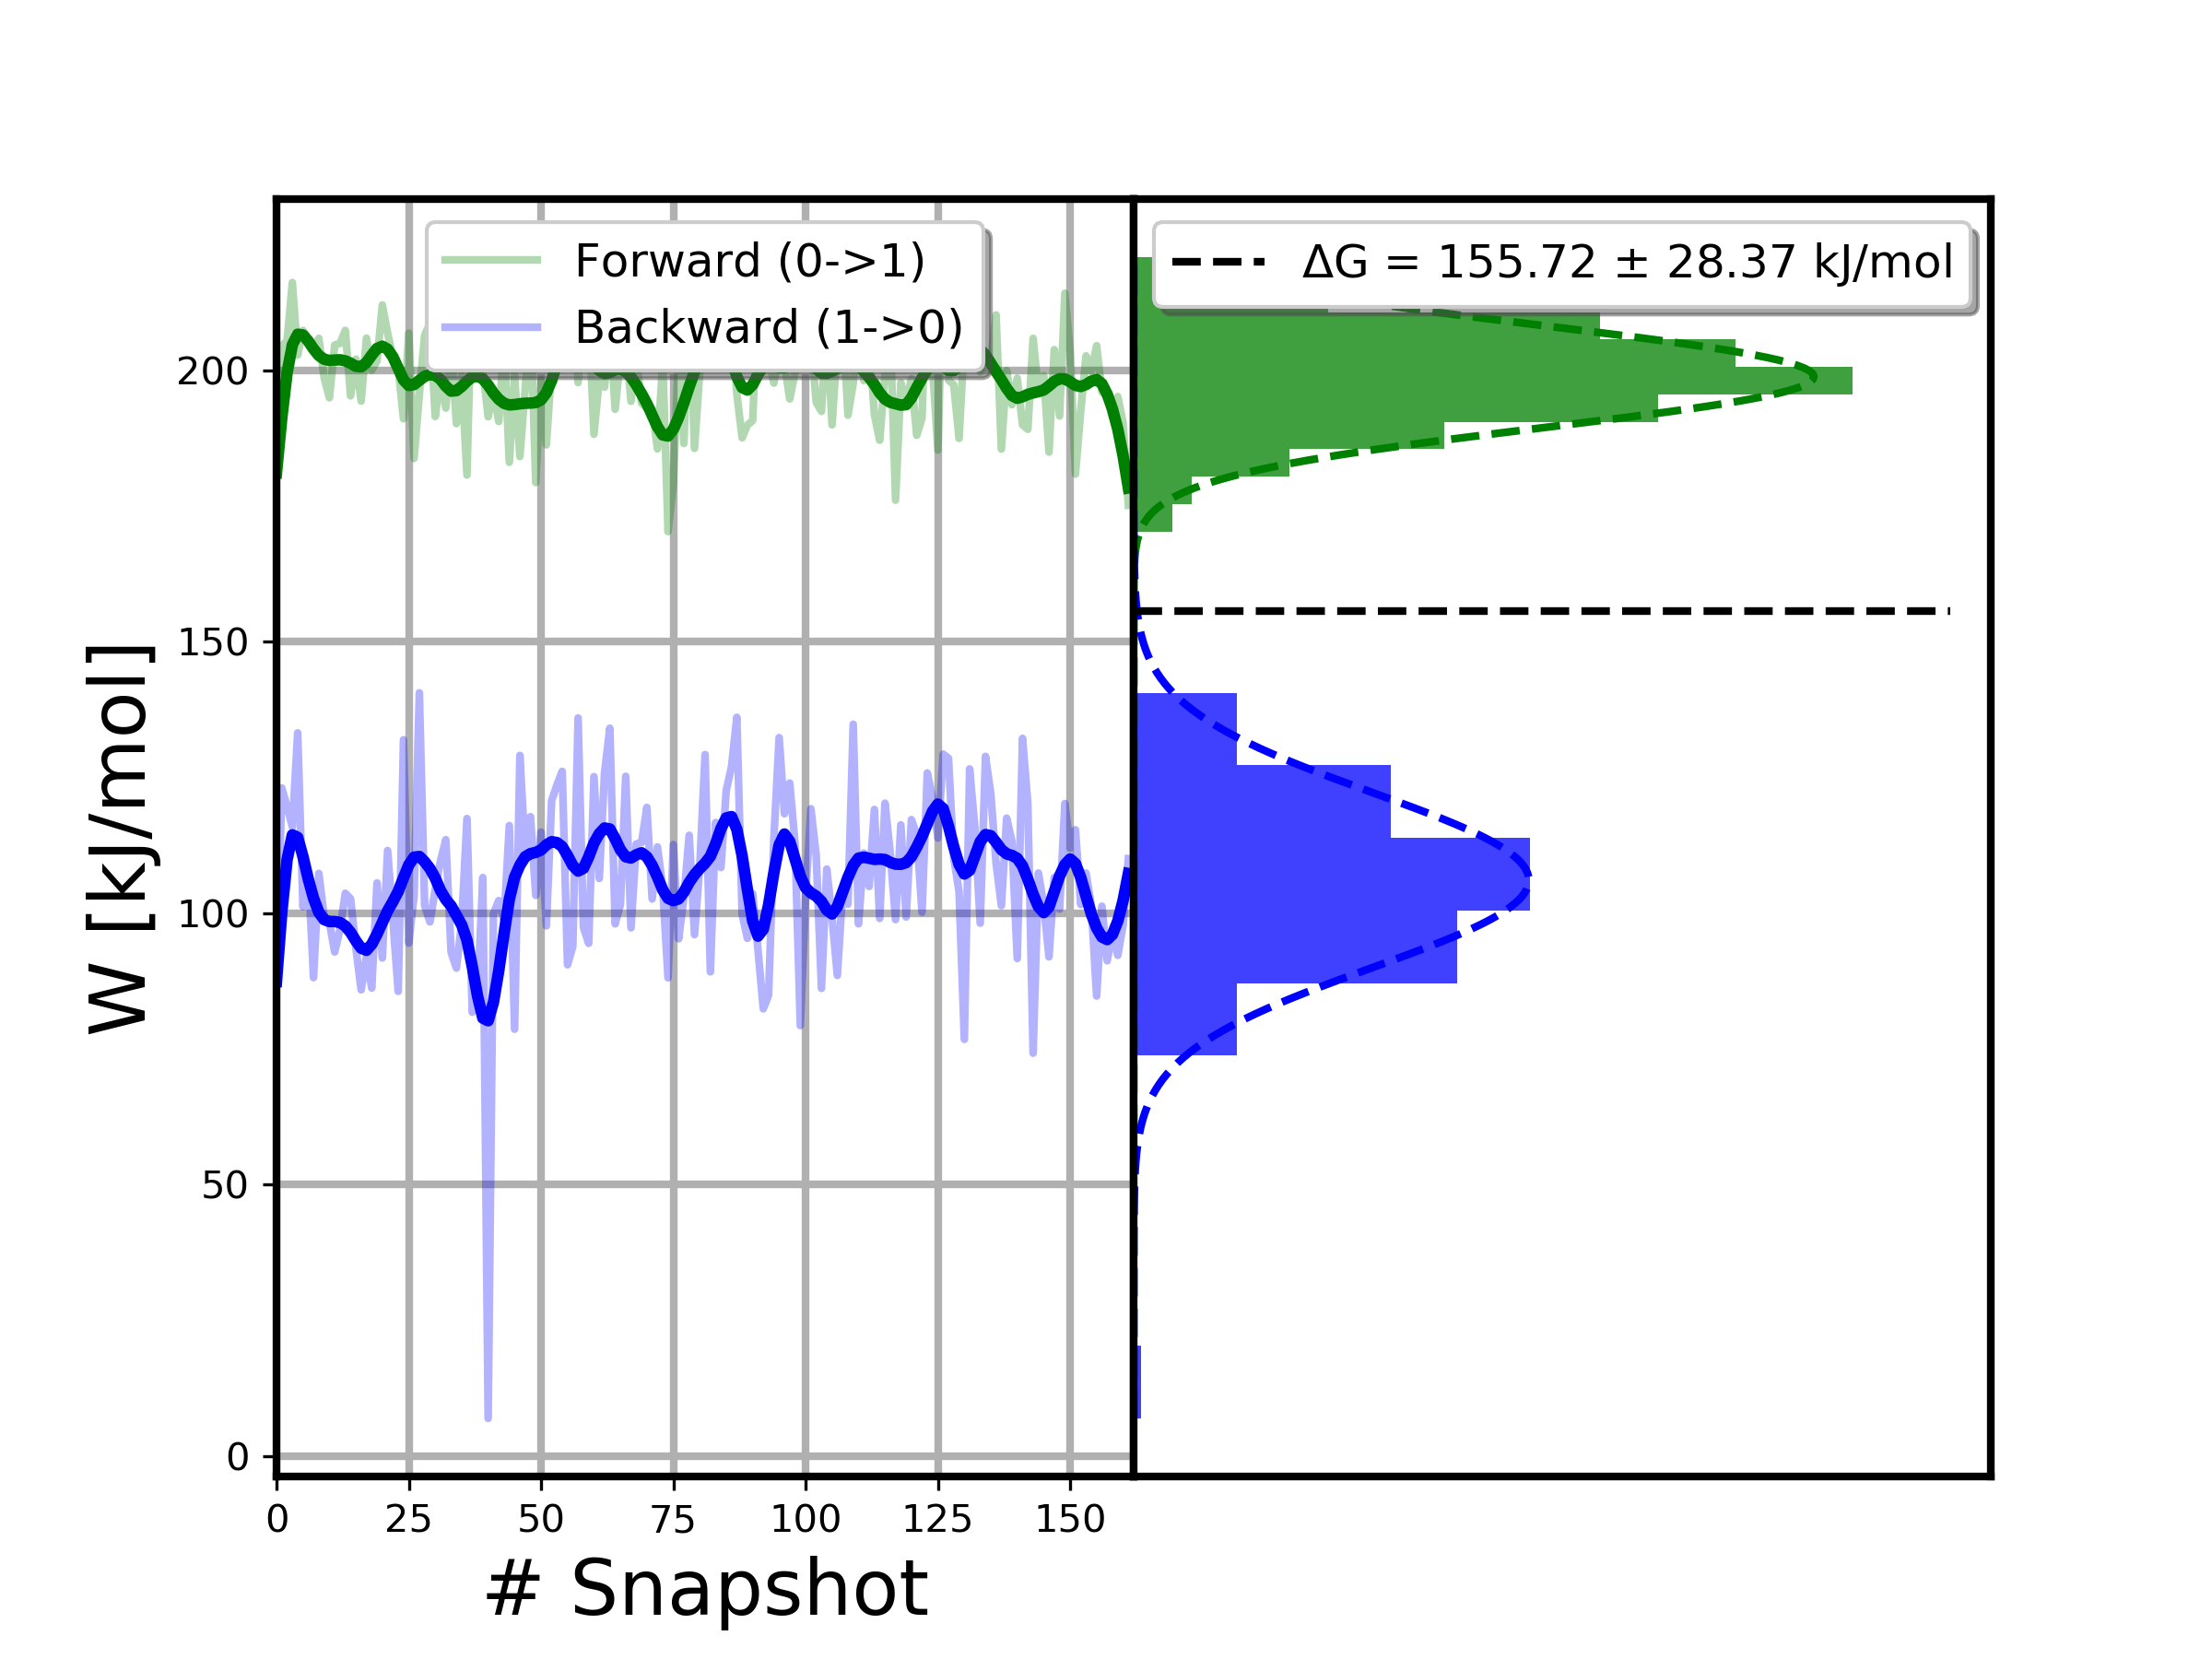 Forward (0->1)
Backward (1->0)
ΔG = 155.72 ± 28.37 kJ/mol
W [kJ/mol]
200
150
100
50
0
0 25 50 75 100 125 150
# Snapshot